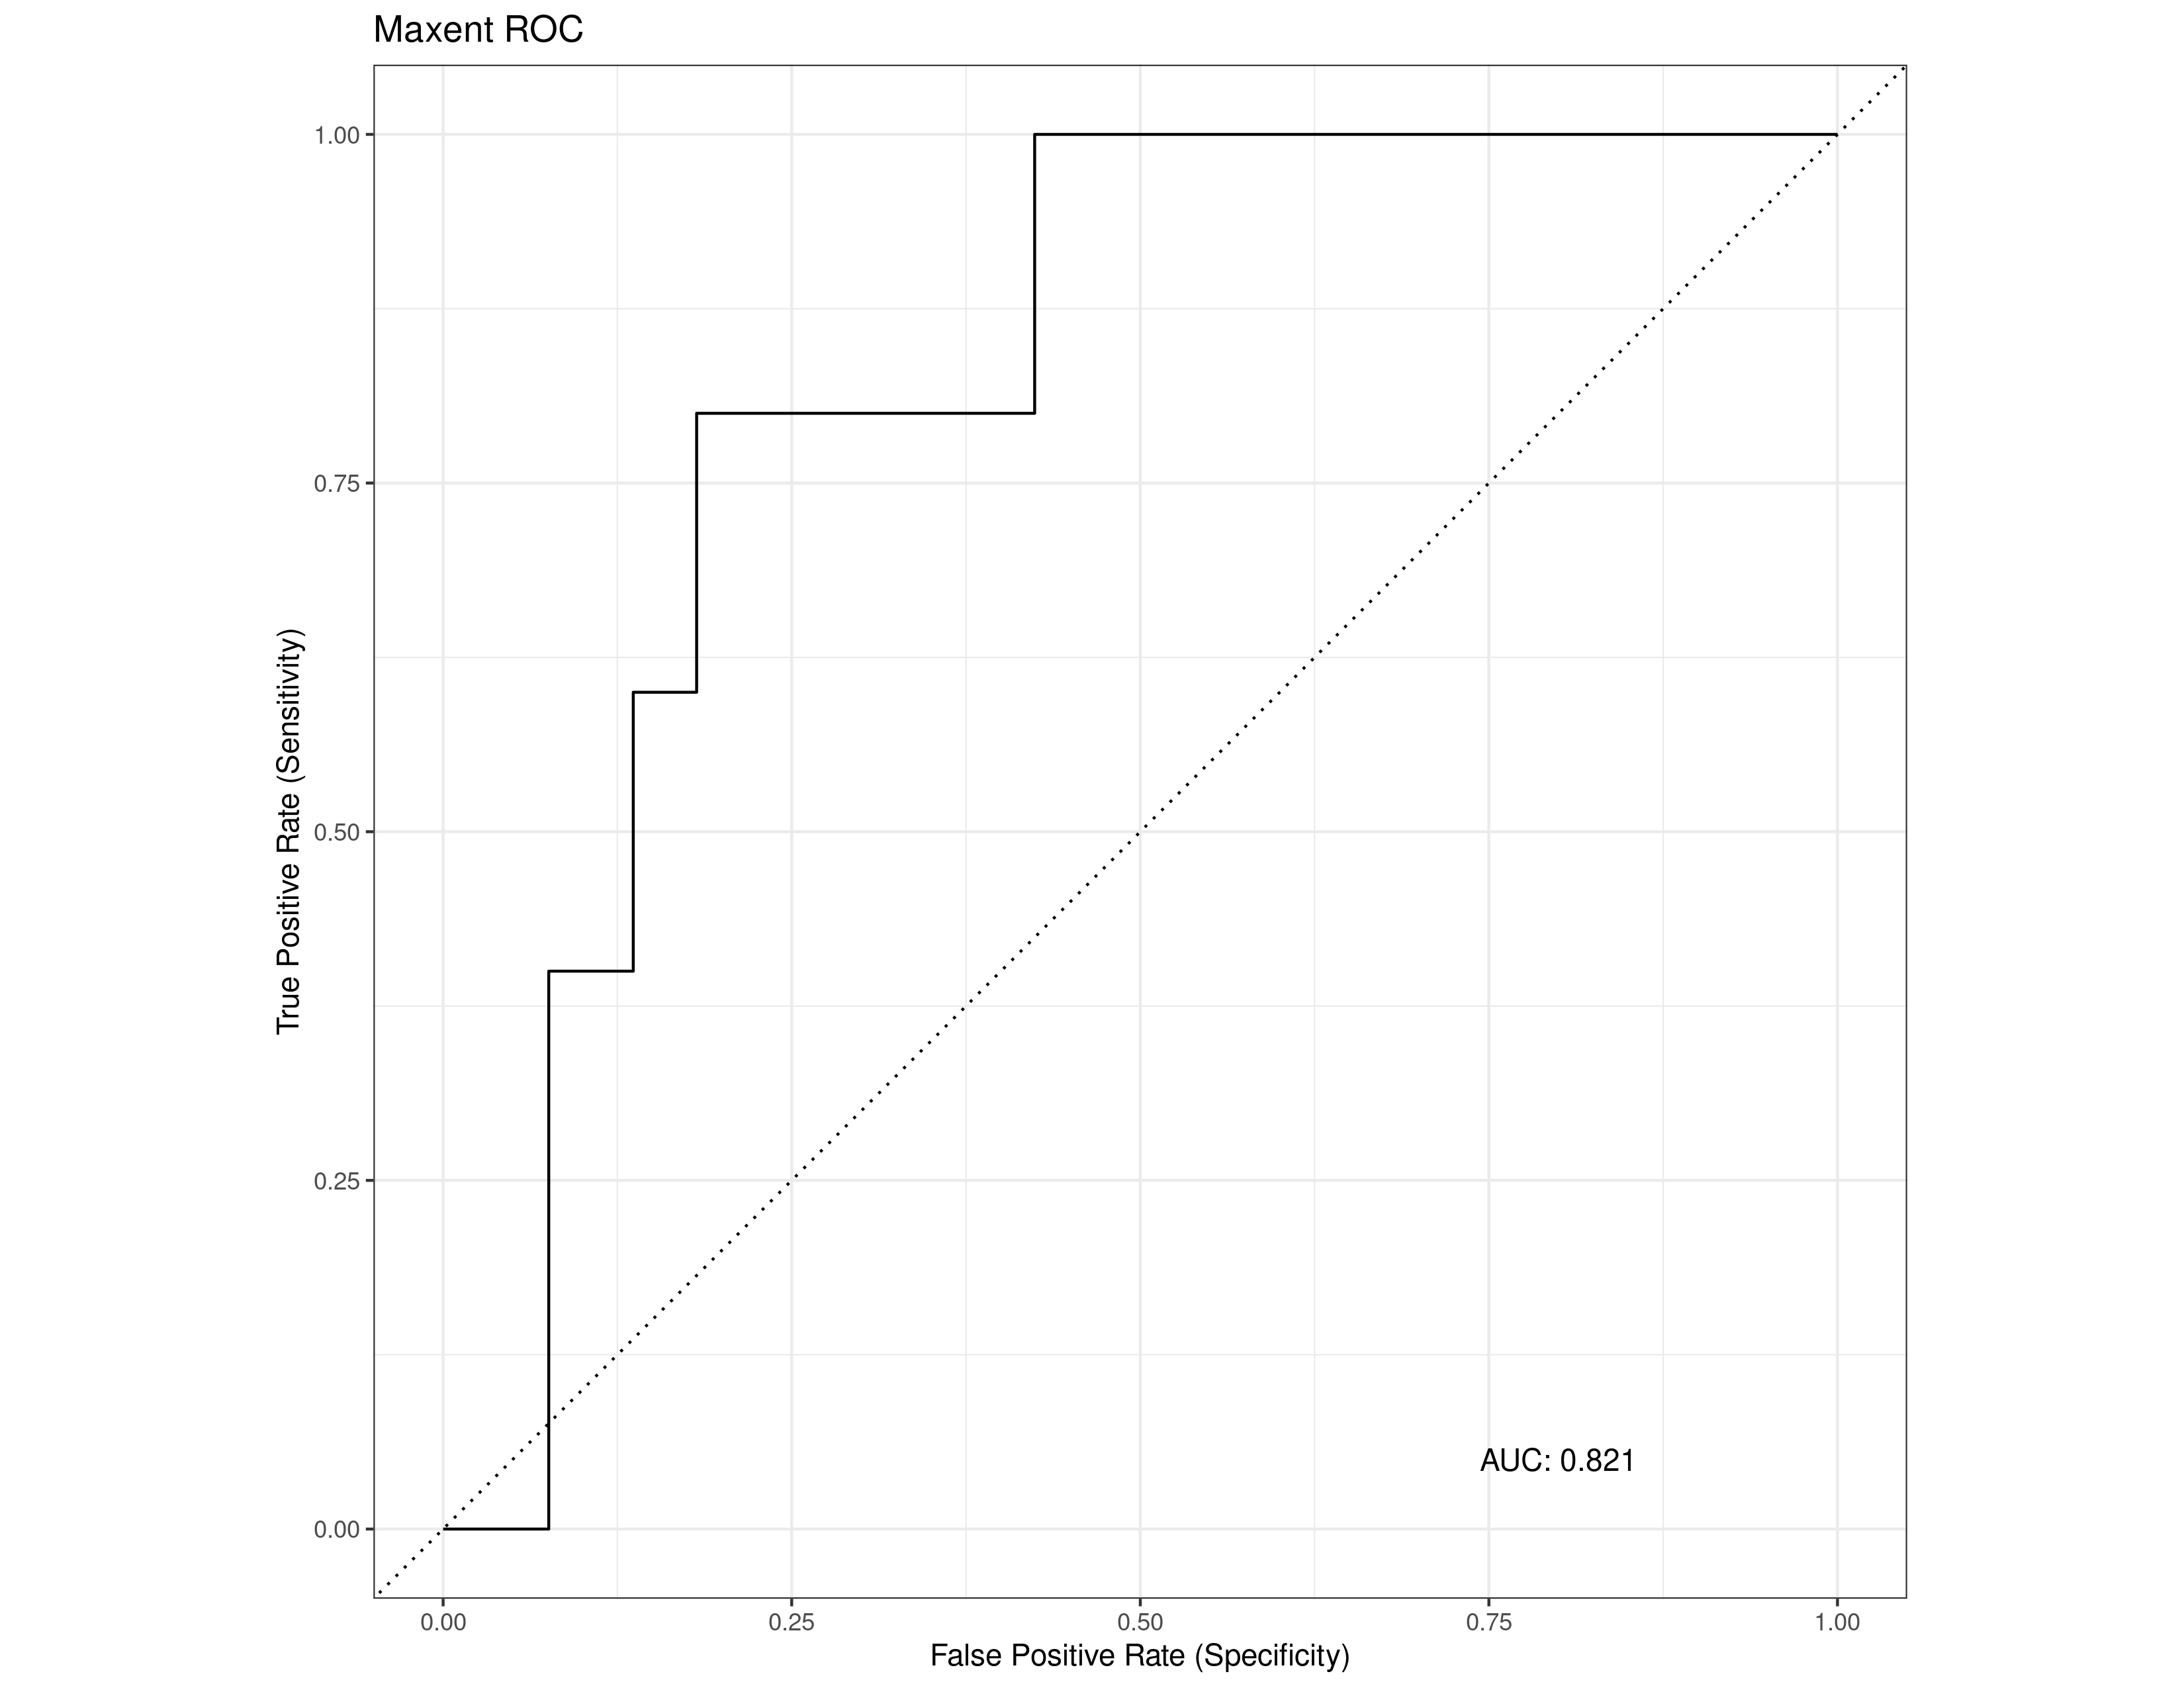 Maxent ROC
1.00
0.75
0.50
0.25
0.00
True Positive Rate (Sensitivity)
AUC: 0.821
0.00 0.25 0.50 0.75 1.00
False Positive Rate (Specificity)